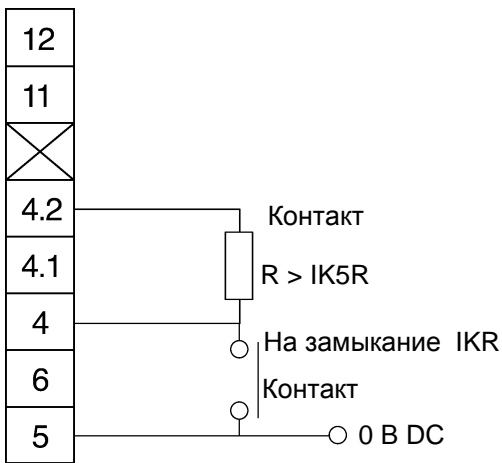 12
11
4.2
Контакт
4.1
R > IK5R
4
На замыкание IKR
6
Контакт
5
0 В DC